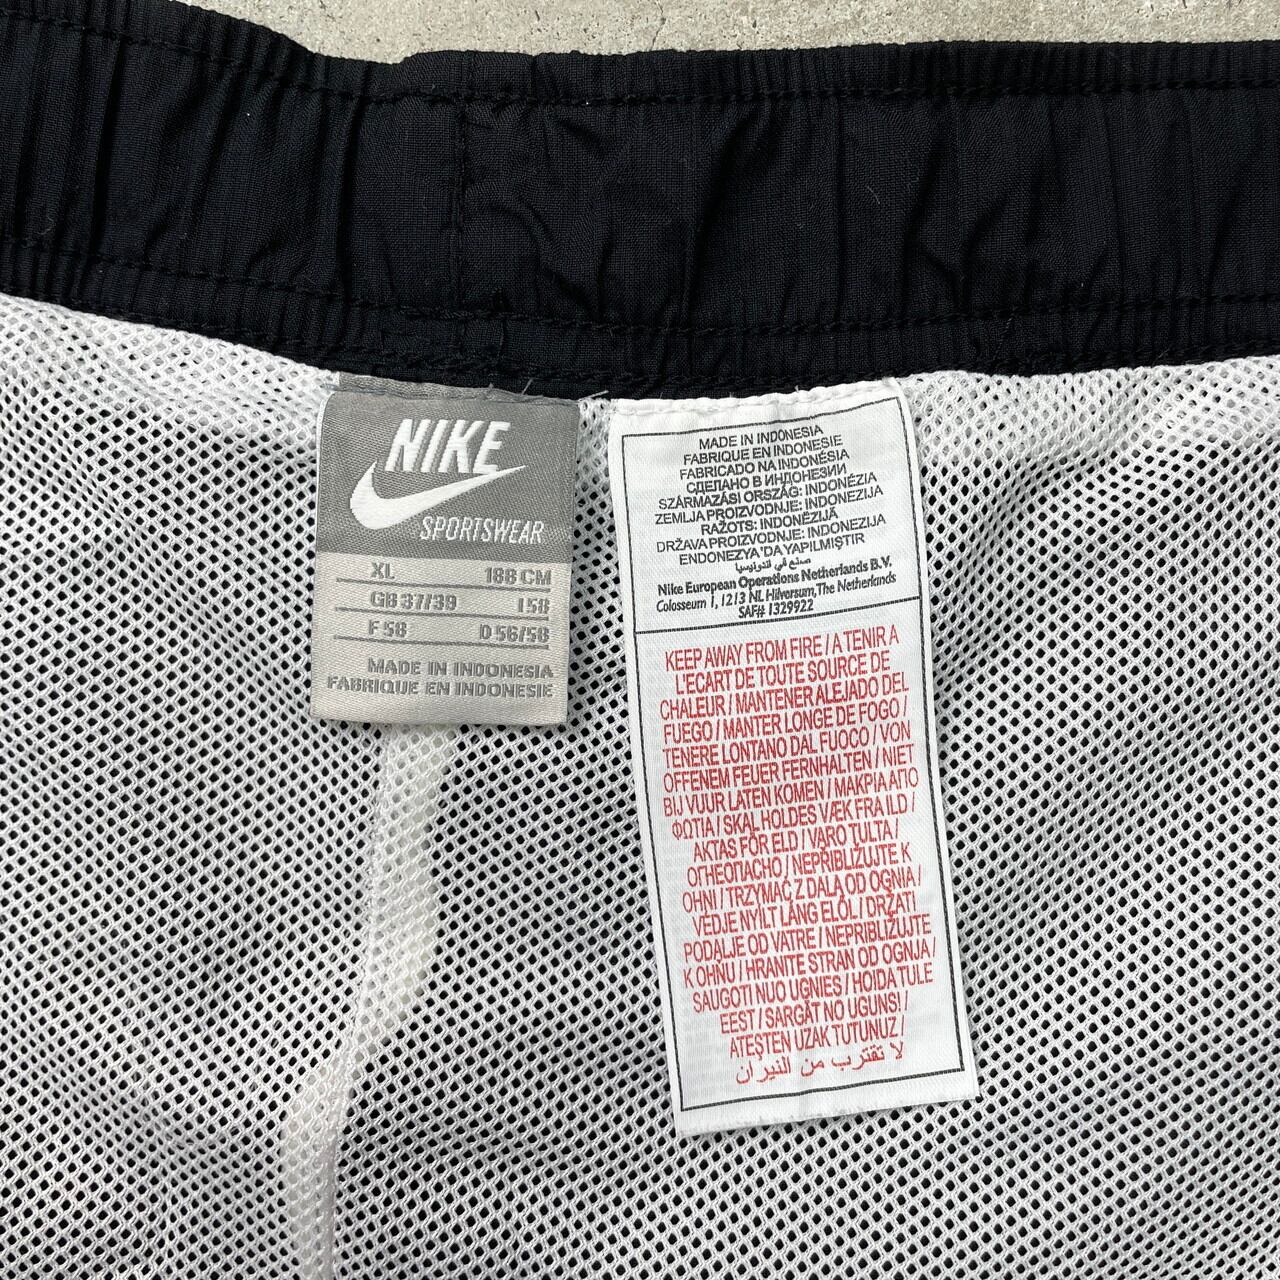 NIKE
SPORTSWEAR
XL 188 CM
GB 37/39 I 58
F 58 D 56/58
MADE IN INDONESIA
FABRIQUE EN INDONESIE
MADE IN INDONESIA
FABRIQUE EN INDONESIE
FABRICADO NA INDONÉSIA
СДЕЛАНО В ИНДОНЕЗИИ
SZÁRMAZÁSI ORSZÁG: INDONÉZIA
ZEMLJA PROIZVODNJE: INDONEZIJA
RAŽOTS: INDONĒZIJĀ
DRŽAVA PROIZVODNJE: INDONEZIJA
ENDONEZYA'DA YAPILMIŞTIR
صنع في اندونيسيا
Nike European Operations Netherlands B.V.
Colosseum 1, 1213 NL Hilversum, The Netherlands
SAF# 1329922
KEEP AWAY FROM FIRE / A TENIR A
L'ECART DE TOUTE SOURCE DE
CHALEUR / MANTENER ALEJADO DEL
FUEGO / MANTER LONGE DE FOGO /
TENERE LONTANO DAL FUOCO / VON
OFFENEM FEUER FERNHALTEN / NIET
BIJ VUUR LATEN KOMEN / ΜΑΚΡΙΑ ΑΠΟ
ΦΩΤΙΑ / SKAL HOLDES VÆK FRA ILD /
AKTAS FÖR ELD / VARO TULTA /
ОГНЕОПАСНО / NEPŘIBLIŽUJTE K
OHNI / TRZYMAĆ Z DALA OD OGNIA /
VÉDJE NYÍLT LÁNG ELŐL / DRŽATI
PODALJE OD VATRE / NEPRIBLIŽUJTE
K OHŇU / HRANITE STRAN OD OGNJA /
SAUGOTI NUO UGNIES / HOIDA TULE
EEST / SARGĀT NO UGUNS! /
ATEŞTEN UZAK TUTUNUZ /
لا تقترب من النيران